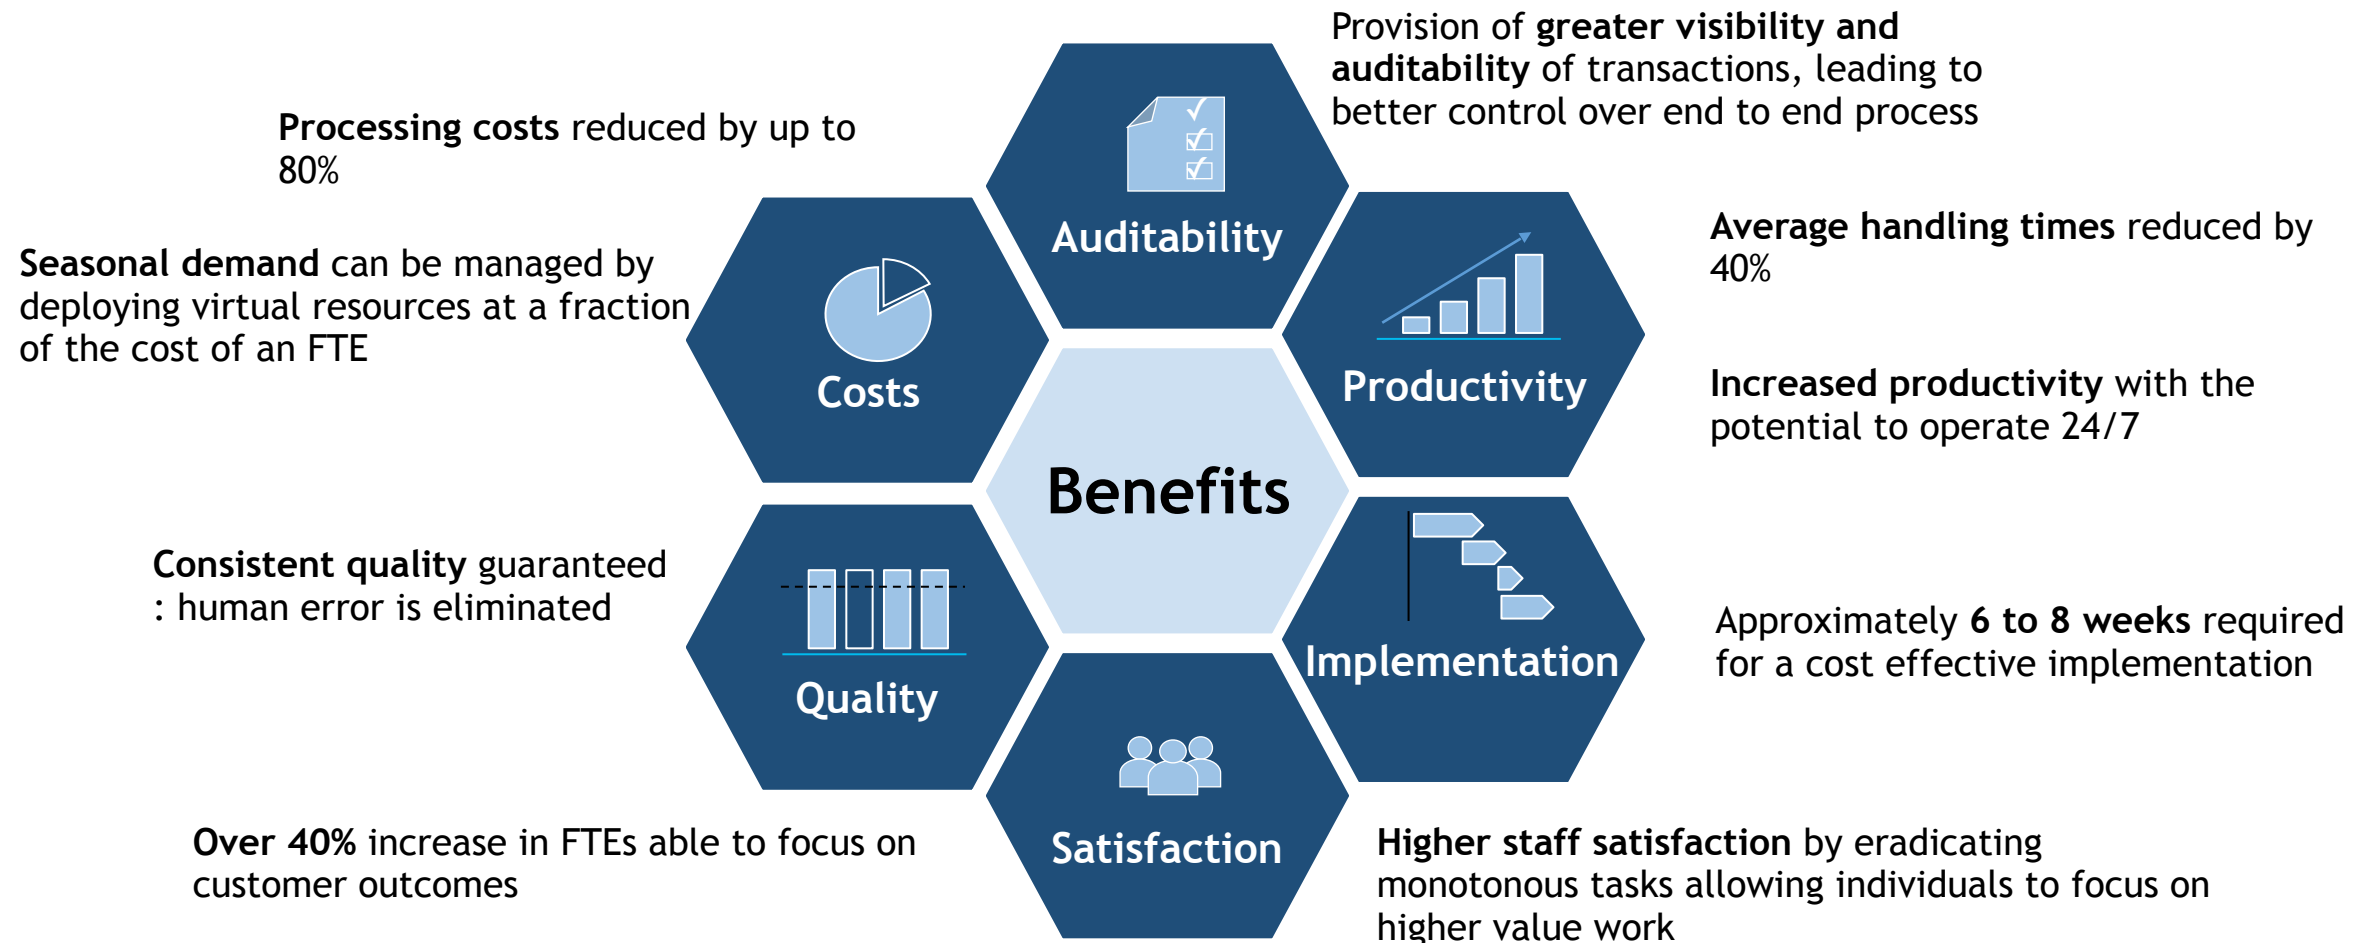 Provision of greater visibility and
auditability of transactions, leading to
better control over end to end process
Processing costs reduced by up to
80%
Auditability
Average handling times reduced by
40%
Seasonal demand can be managed by
deploying virtual resources at a fraction
of the cost of an FTE
Costs
Productivity
Increased productivity with the
potential to operate 24/7
Benefits
Consistent quality guaranteed
: human error is eliminated
Quality
Implementation
Approximately 6 to 8 weeks required
for a cost effective implementation
Over 40% increase in FTEs able to focus on
customer outcomes
Satisfaction
Higher staff satisfaction by eradicating
monotonous tasks allowing individuals to focus on
higher value work